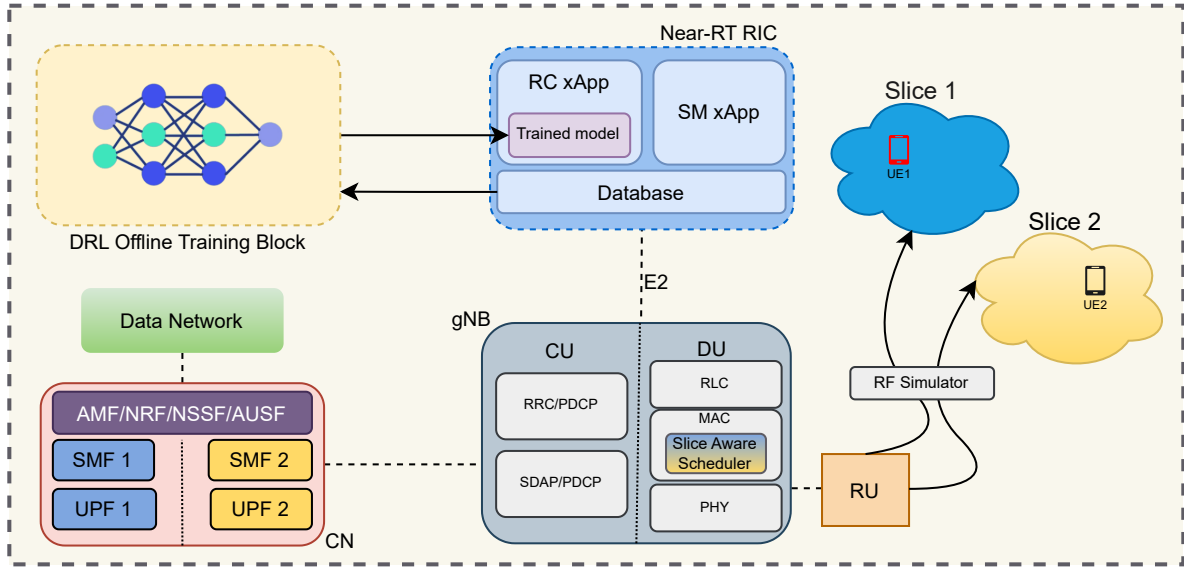 Near-RT RIC
RC xApp
Trained model
SM xApp
Database
DRL Offline Training Block
Slice 1
UE1
Slice 2
UE2
E2
Data Network
gNB
CU
DU
RRC/PDCP
SDAP/PDCP
RLC
MAC
Slice Aware
Scheduler
PHY
RF Simulator
RU
AMF/NRF/NSSF/AUSF
SMF 1
SMF 2
UPF 1
UPF 2
CN